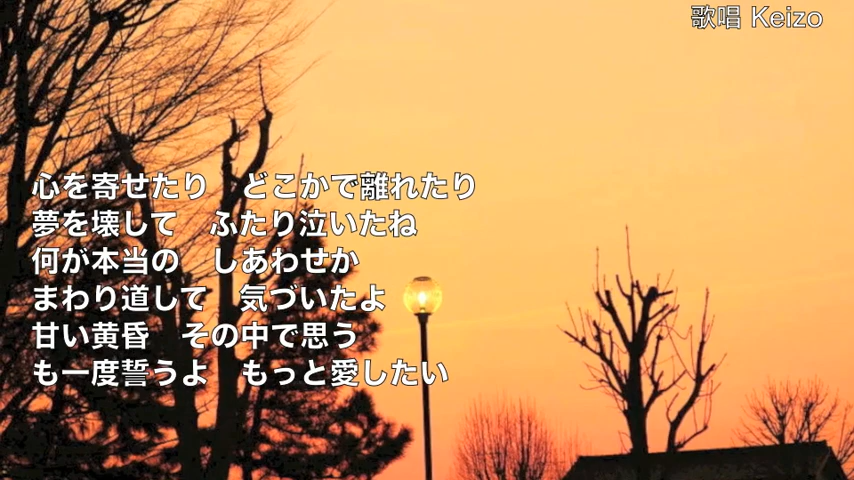 歌唱 Keizo
心を寄せたり　どこかで離れたり
夢を壊して　ふたり泣いたね
何が本当の　しあわせか
まわり道して　気づいたよ
甘い黄昏　その中で思う
も一度誓うよ　もっと愛したい